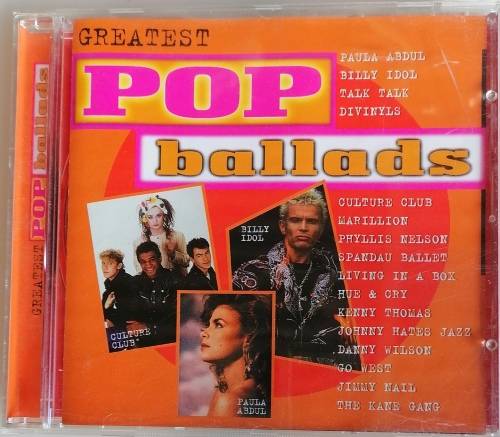 GREATEST
POP
ballads
PAULA ABDUL
BILLY IDOL
TALK TALK
DIVINYLS
CULTURE CLUB
MARILLION
PHYLLIS NELSON
SPANDAU BALLET
LIVING IN A BOX
HUE & CRY
KENNY THOMAS
JOHNNY HATES JAZZ
DANNY WILSON
GO WEST
JIMMY NAIL
THE KANE GANG
BILLY
IDOL
CULTURE
CLUB
PAULA
ABDUL
GREATEST POP ballads